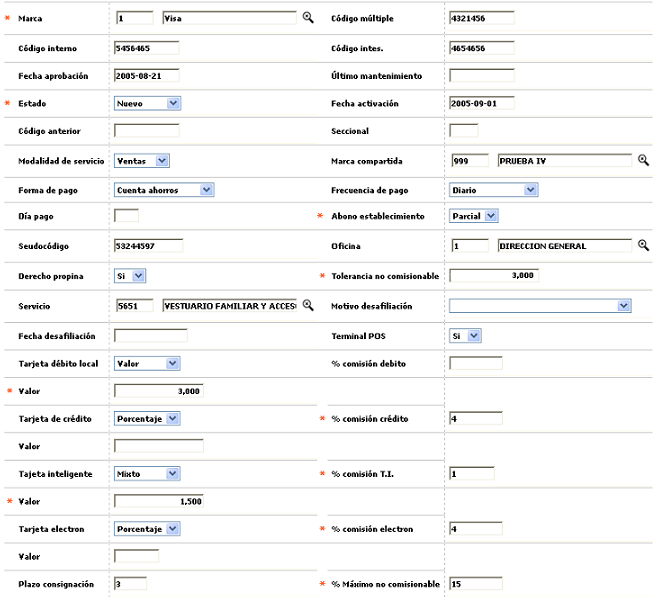 * Marca 1 Visa Código múltiple 4321456
Código interno 5456465 Código intes. 4654656
Fecha aprobación 2005-08-21 Último mantenimiento
* Estado Nuevo Fecha activación 2005-09-01
Código anterior Seccional
Modalidad de servicio Ventas Marca compartida 999 PRUEBA IV
Forma de pago Cuenta ahorros Frecuencia de pago Diario
Día pago * Abono establecimiento Parcial
Seudocódigo 53244597 Oficina 1 DIRECCION GENERAL
Derecho propina Si * Tolerancia no comisionable 3,000
Servicio 5651 VESTUARIO FAMILIAR Y ACCES Motivo desafiliación
Fecha desafiliación Terminal POS Si
Tarjeta débito local Valor % comisión debito
* Valor 3,000
Tarjeta de crédito Porcentaje * % comisión crédito 4
Valor
Tajeta inteligente Mixto * % comisión T.I. 1
* Valor 1,500
Tarjeta electron Porcentaje * % comisión electron 4
Valor
Plazo consignación 3 * % Máximo no comisionable 15